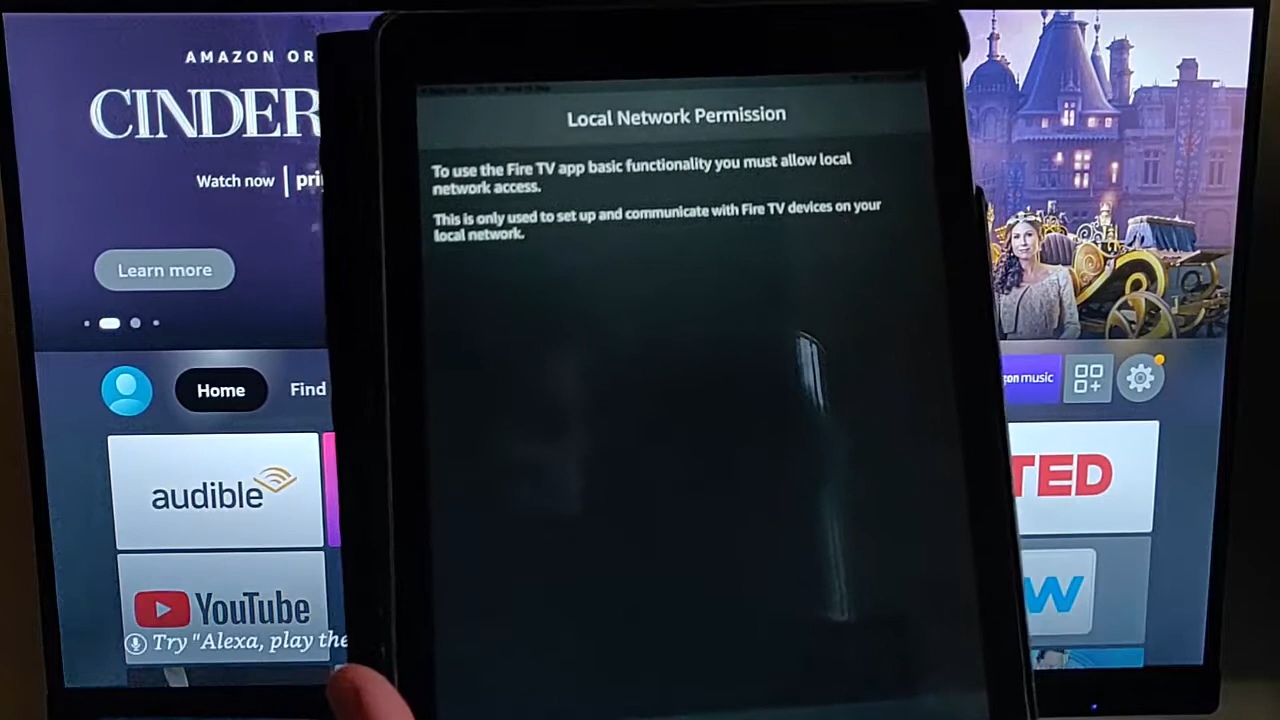 AMAZON OR
CINDER
Watch now | pri
Learn more
Home
Find
audible
YouTube
Try "Alexa, play the
Local Network Permission
To use the Fire TV app basic functionality you must allow local
network access.
This is only used to set up and communicate with Fire TV devices on your
local network.
on music
TED
W